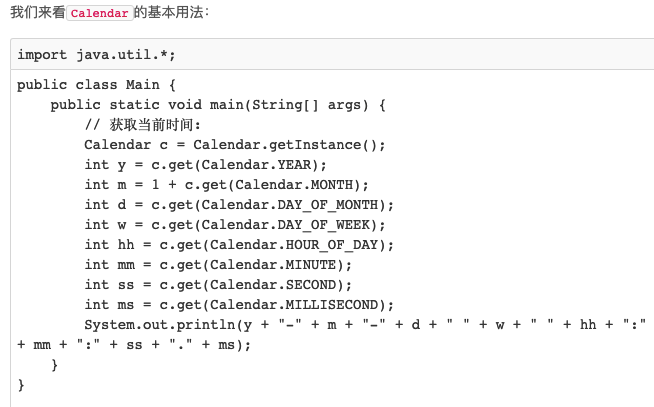 我们来看Calendar的基本用法：
import java.util.*;
public class Main {
    public static void main(String[] args) {
        // 获取当前时间:
        Calendar c = Calendar.getInstance();
        int y = c.get(Calendar.YEAR);
        int m = 1 + c.get(Calendar.MONTH);
        int d = c.get(Calendar.DAY_OF_MONTH);
        int w = c.get(Calendar.DAY_OF_WEEK);
        int hh = c.get(Calendar.HOUR_OF_DAY);
        int mm = c.get(Calendar.MINUTE);
        int ss = c.get(Calendar.SECOND);
        int ms = c.get(Calendar.MILLISECOND);
        System.out.println(y + "-" + m + "-" + d + " " + w + " " + hh + ":"
+ mm + ":" + ss + "." + ms);
    }
}